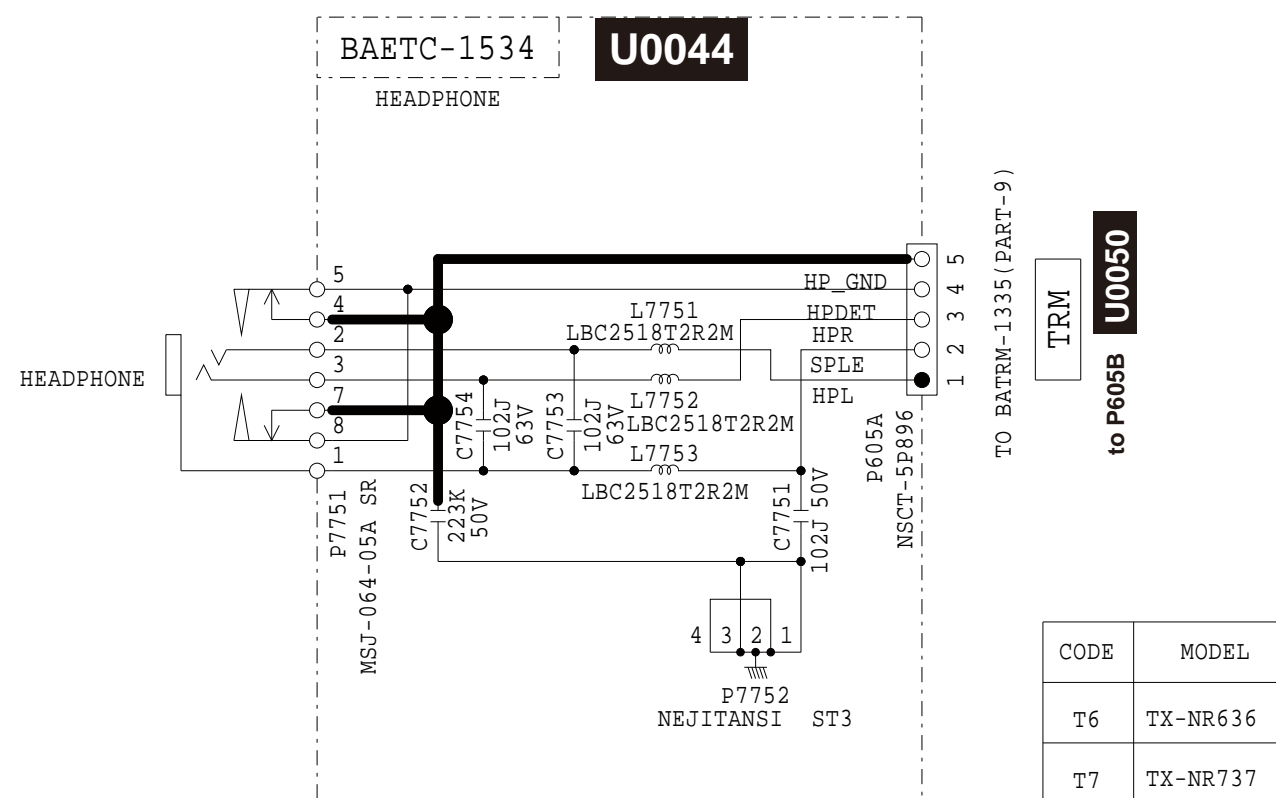 BAETC-1534
U0044
HEADPHONE
TO BATRM-1335(PART-9)
TRM
U0050
to P605B
5
4
2
3
7
8
1
HEADPHONE
P7751
MSJ-064-05A SR
L7751
LBC2518T2R2M
L7752
LBC2518T2R2M
L7753
LBC2518T2R2M
C7754
102J
63V
C7753
102J
63V
C7752
223K
50V
C7751
102J 50V
HP_GND
HPDET
HPR
SPLE
HPL
5
4
3
2
1
P605A
NSCT-5P896
4 3 2 1
P7752
NEJITANSI ST3
CODE MODEL
T6 TX-NR636
T7 TX-NR737